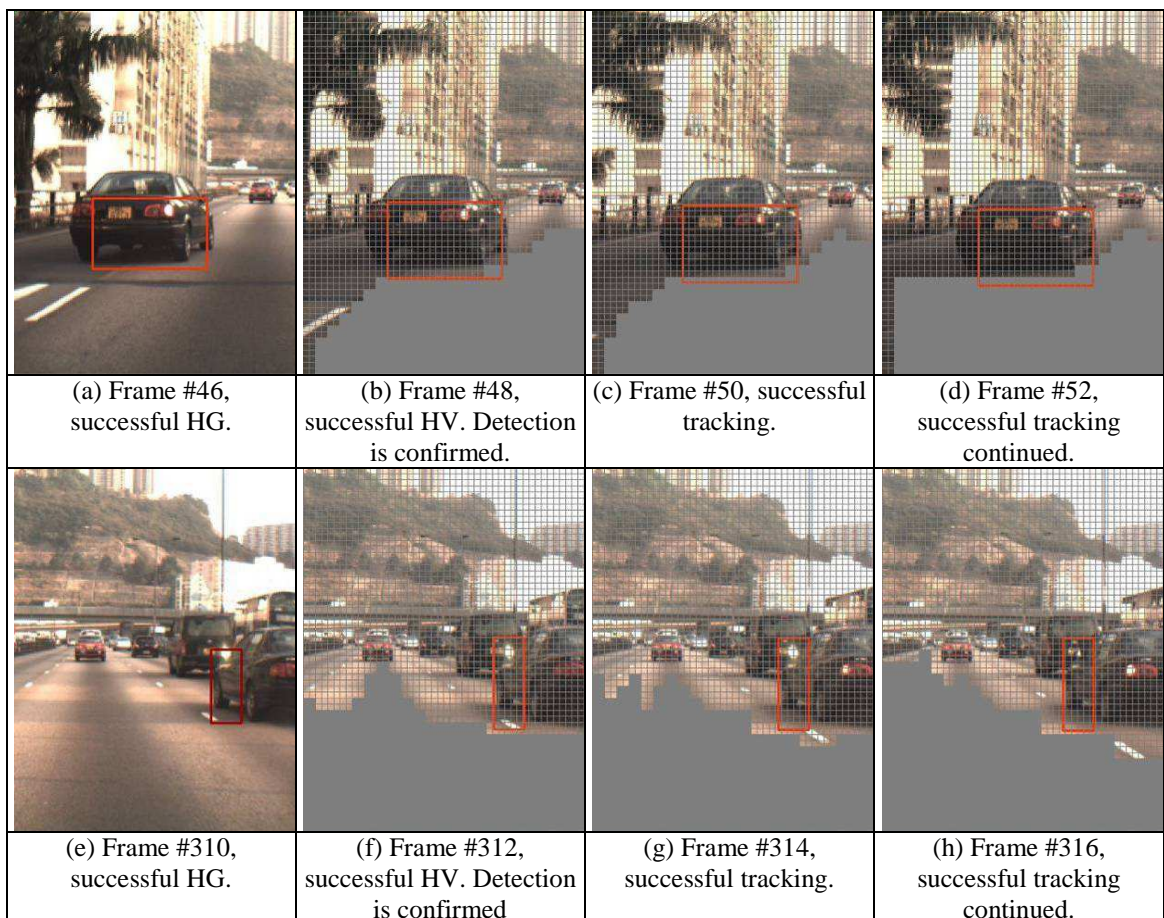 (a) Frame #46,
successful HG.
(b) Frame #48,
successful HV. Detection
is confirmed.
(c) Frame #50, successful
tracking.
(d) Frame #52,
successful tracking
continued.
(e) Frame #310,
successful HG.
(f) Frame #312,
successful HV. Detection
is confirmed
(g) Frame #314,
successful tracking.
(h) Frame #316,
successful tracking
continued.